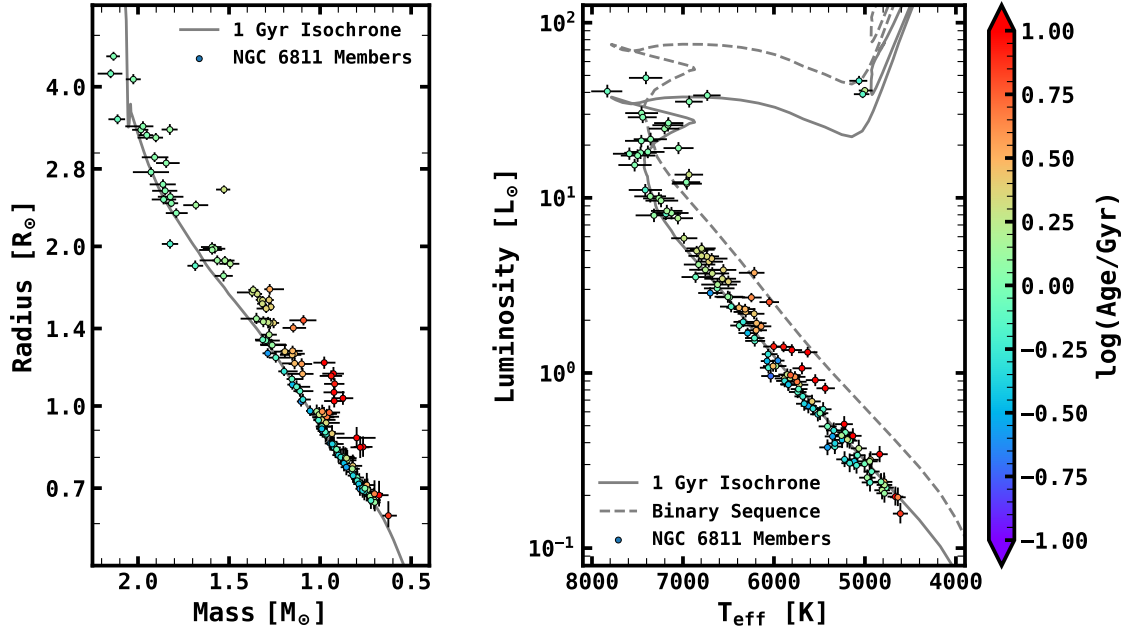 1 Gyr Isochrone
NGC 6811 Members
4.0
2.8
2.0
1.4
1.0
0.7
2.0
1.5
1.0
0.5
Mass [M⊙]
Radius [R⊙]
10²
10¹
10⁰
10⁻¹
1 Gyr Isochrone
Binary Sequence
NGC 6811 Members
8000
7000
6000
5000
4000
T_eff [K]
Luminosity [L⊙]
1.00
0.75
0.50
0.25
0.00
−0.25
−0.50
−0.75
−1.00
log(Age/Gyr)